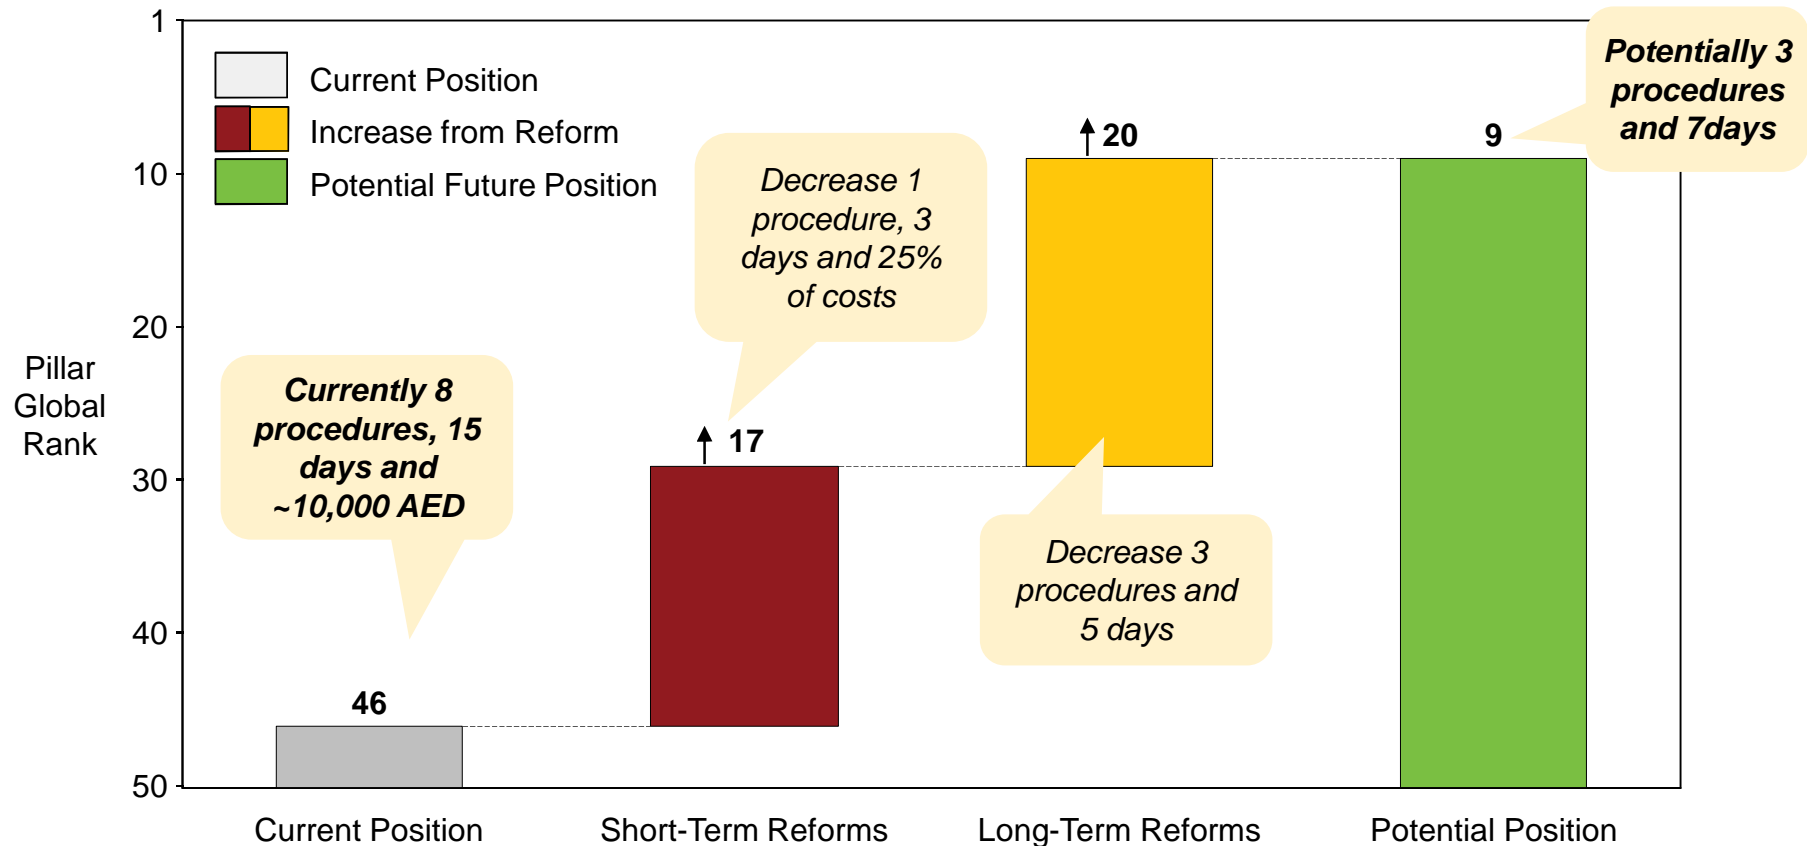 1
10
20
30
40
50
Pillar
Global
Rank
Current Position
Increase from Reform
Potential Future Position
Currently 8
procedures, 15
days and
~10,000 AED
46
Decrease 1
procedure, 3
days and 25%
of costs
17
20
Decrease 3
procedures and
5 days
9
Potentially 3
procedures
and 7days
Current Position
Short-Term Reforms
Long-Term Reforms
Potential Position